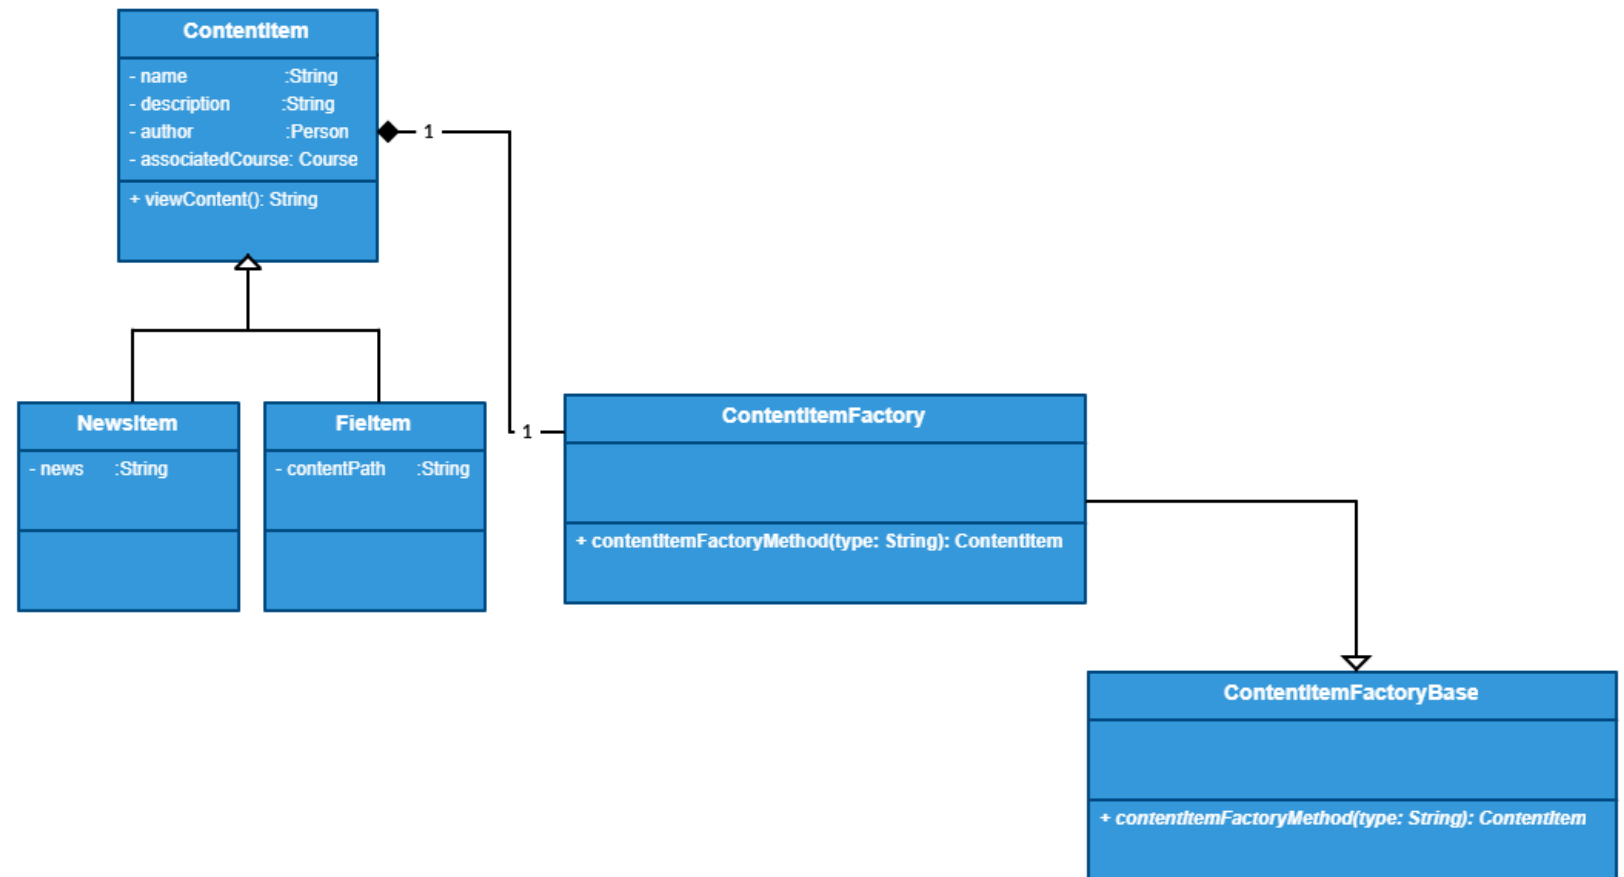 ContentItem
- name :String
- description :String
- author :Person
- associatedCourse: Course
+ viewContent(): String
1
1
NewsItem
- news :String
FieItem
- contentPath :String
ContentItemFactory
+ contentItemFactoryMethod(type: String): ContentItem
ContentItemFactoryBase
+ contentItemFactoryMethod(type: String): ContentItem